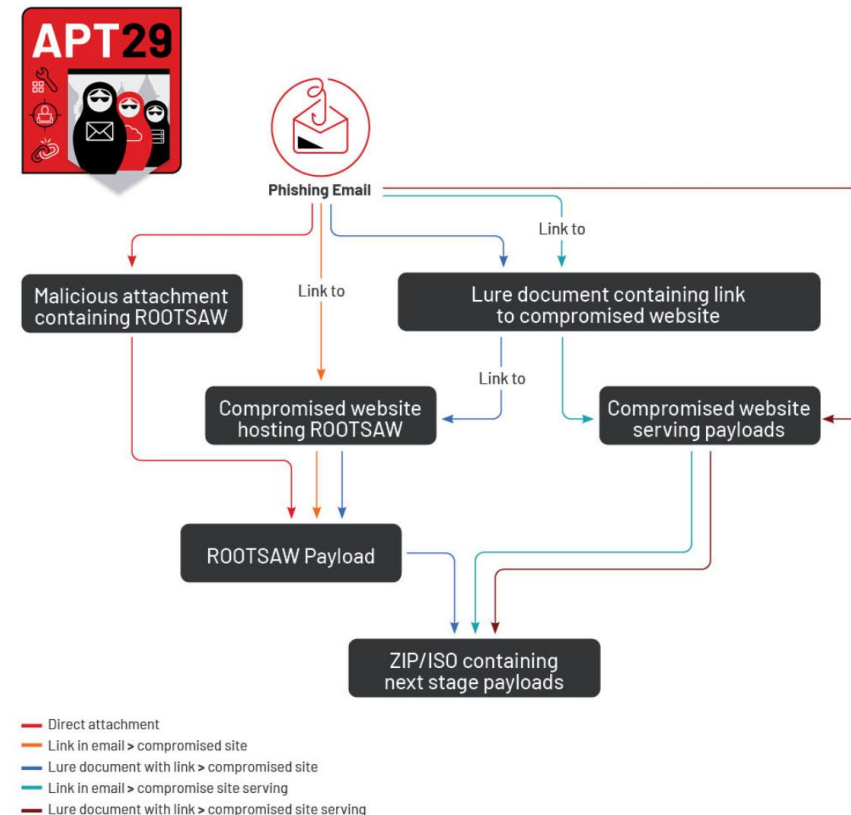 APT29
Phishing Email
Link to
Malicious attachment
containing ROOTSAW
Link to
Lure document containing link
to compromised website
Link to
Compromised website
hosting ROOTSAW
Compromised website
serving payloads
ROOTSAW Payload
ZIP/ISO containing
next stage payloads
Direct attachment
Link in email > compromised site
Lure document with link > compromised site
Link in email > compromise site serving
Lure document with link > compromised site serving